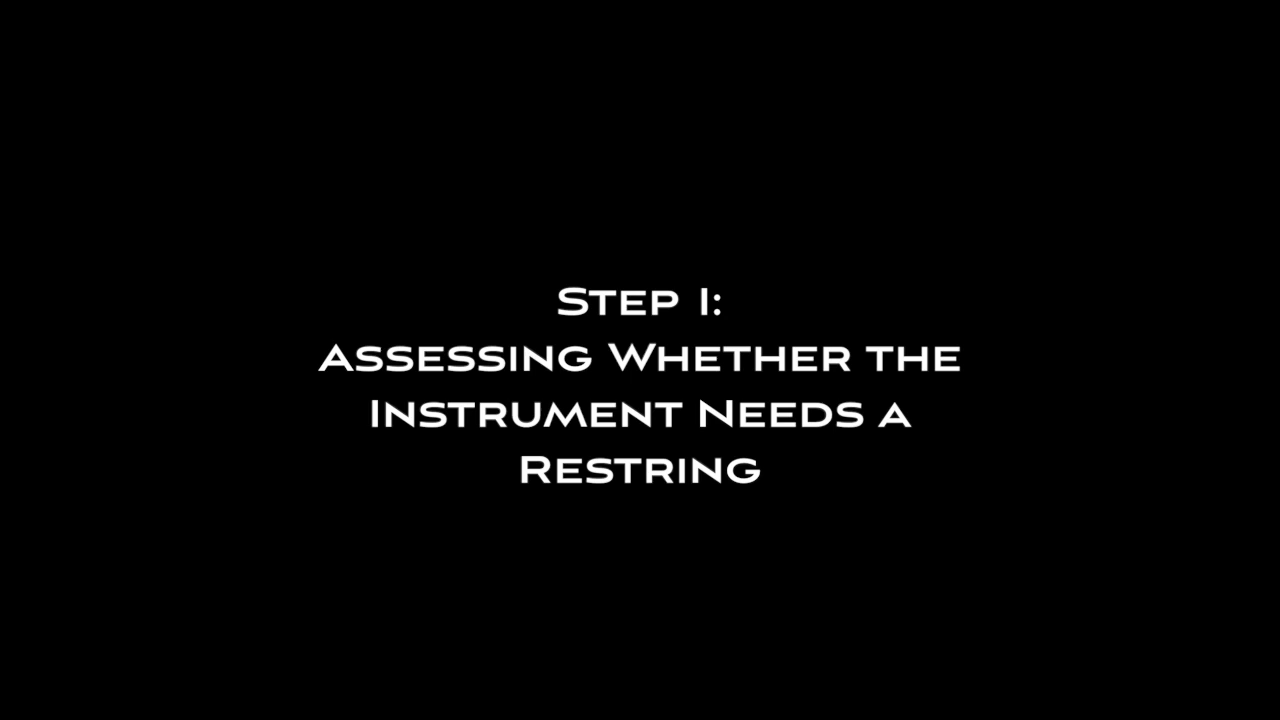 Step 1:
Assessing Whether the
Instrument Needs a
Restring